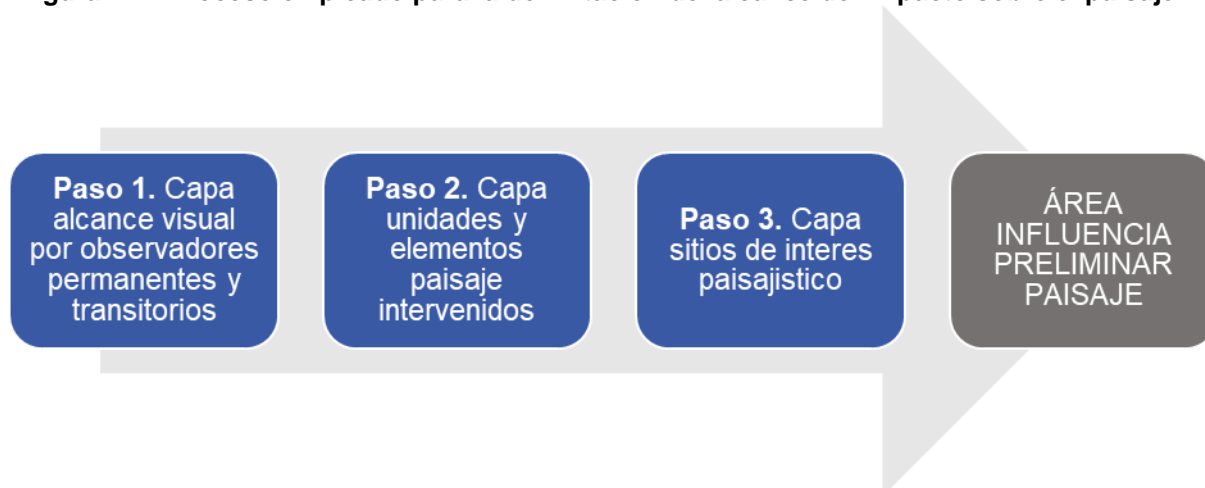 Paso 1. Capa
alcance visual
por observadores
permanentes y
transitorios
Paso 2. Capa
unidades y
elementos
paisaje
intervenidos
Paso 3. Capa
sitios de interes
paisajistico
ÁREA
INFLUENCIA
PRELIMINAR
PAISAJE